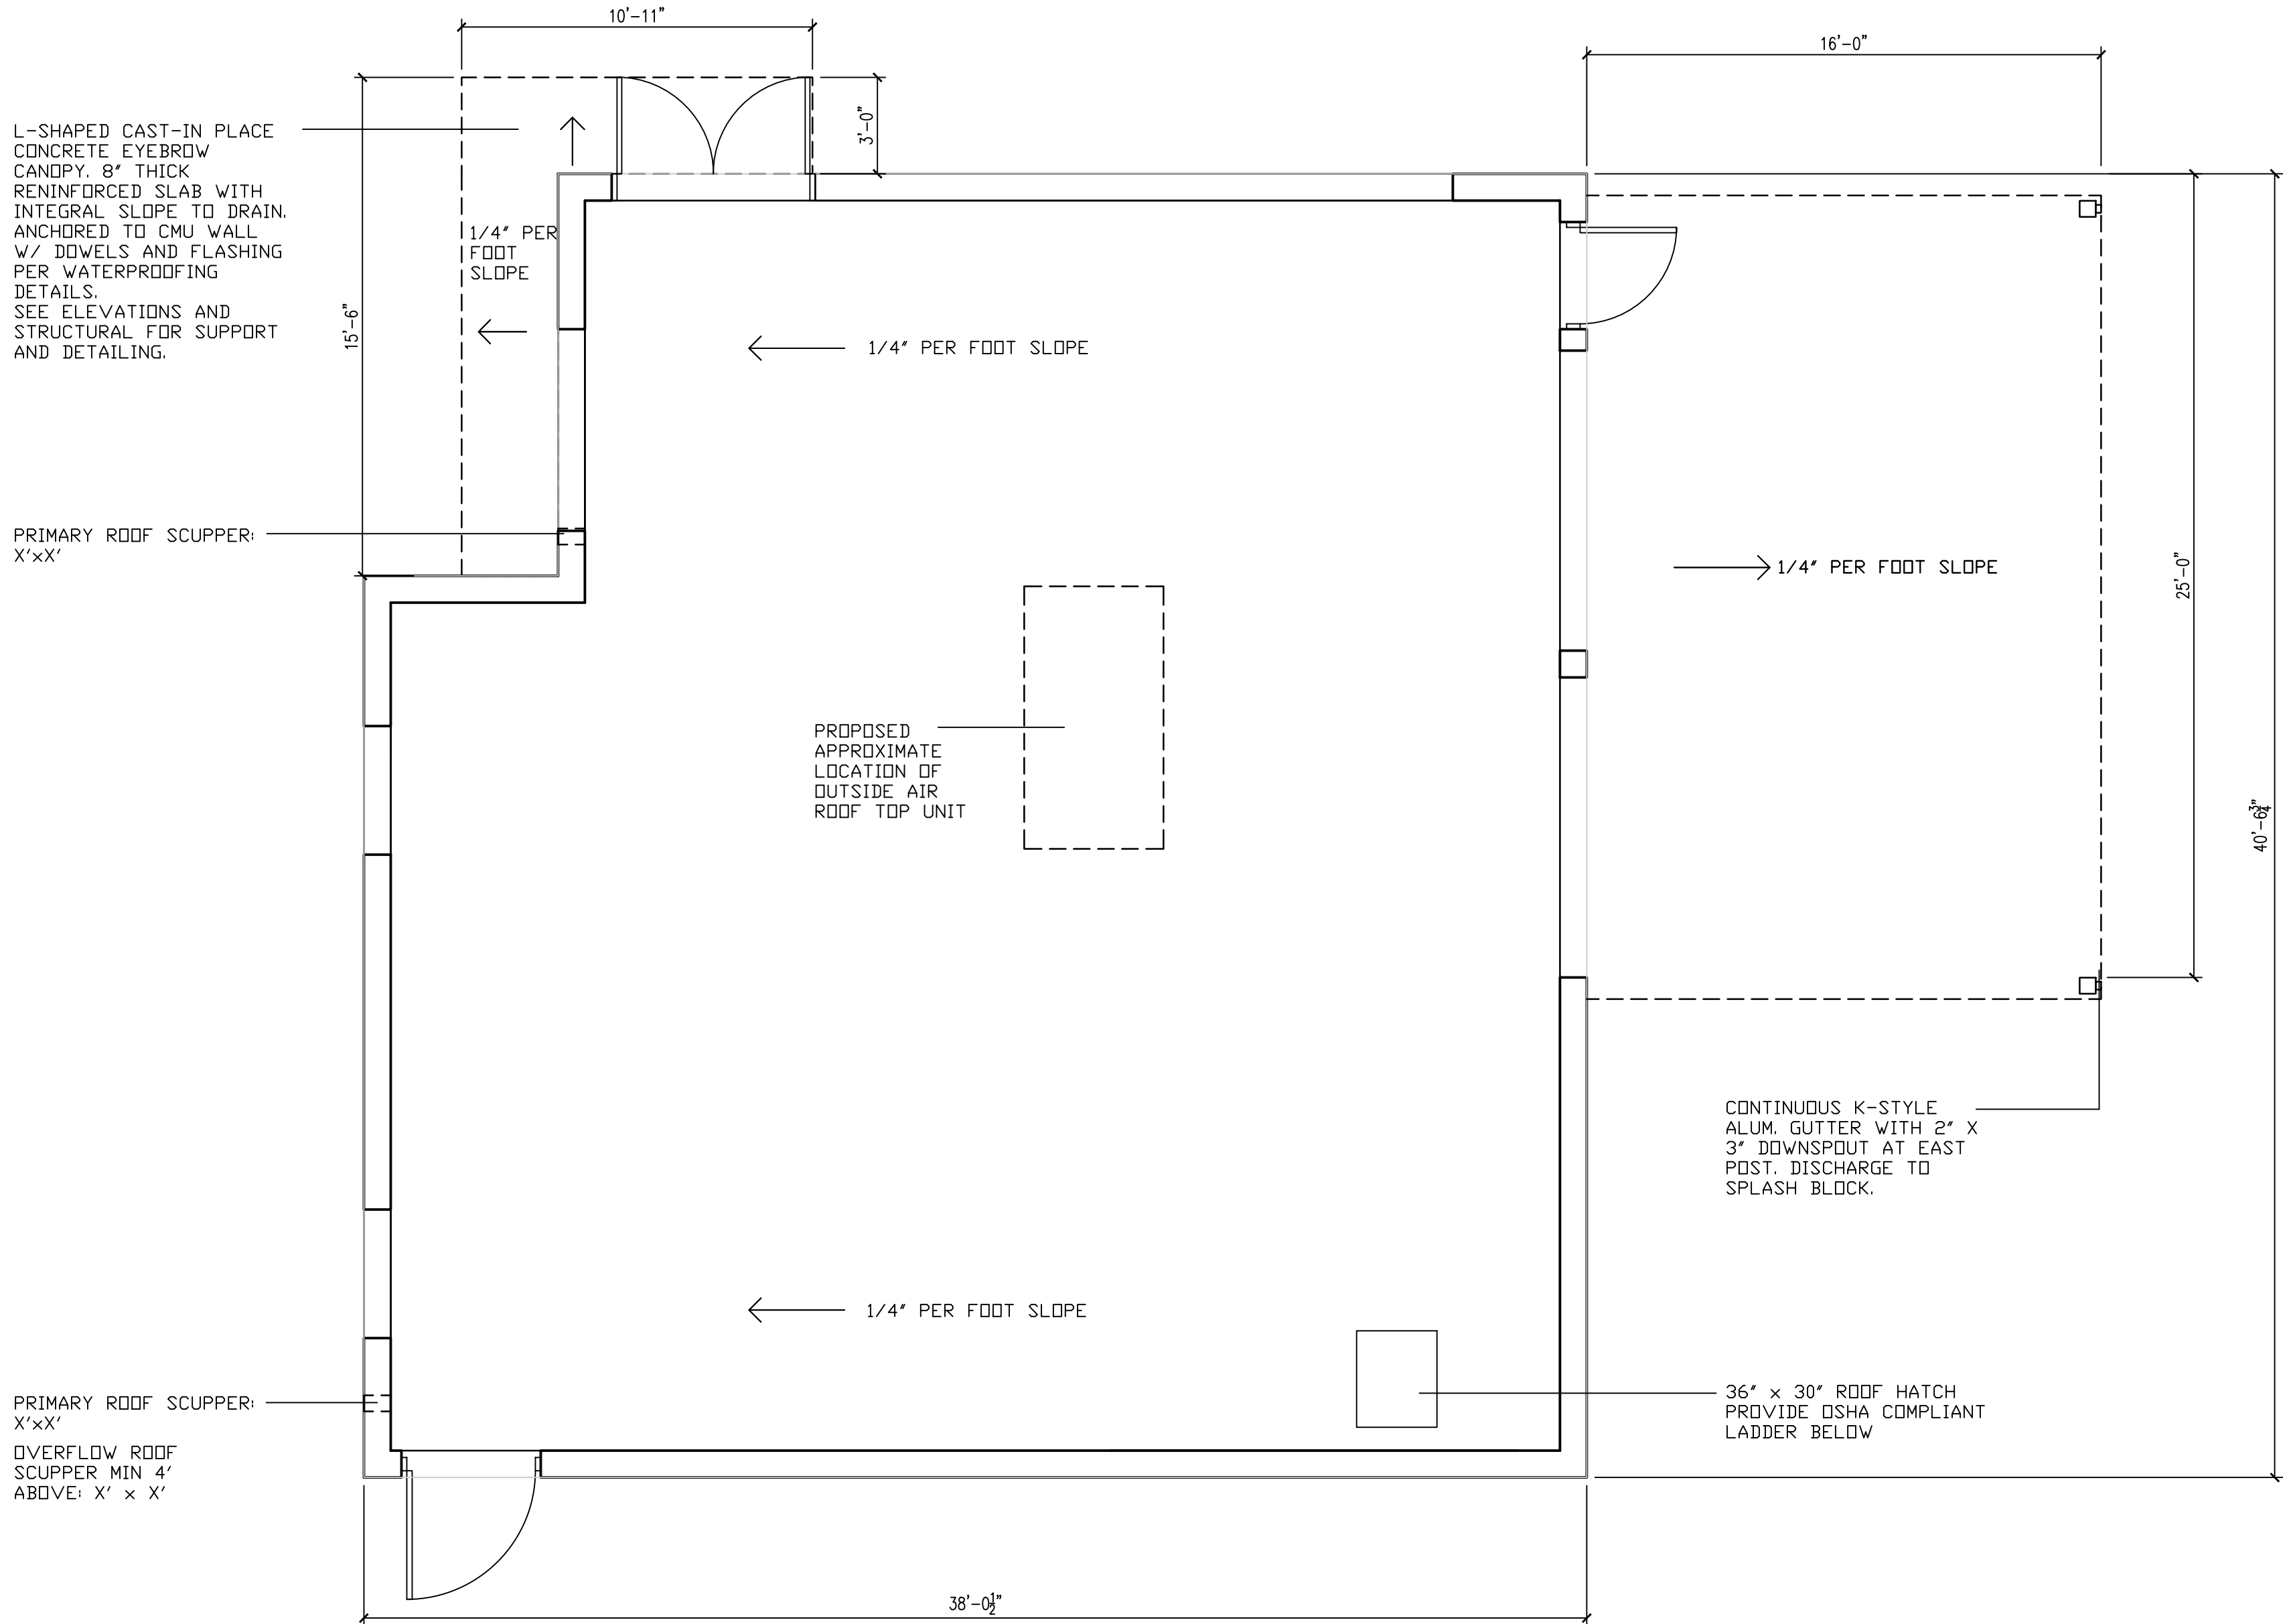 10'-11"
16'-0"
3'-0"
L-SHAPED CAST-IN PLACE
CONCRETE EYEBROW
CANOPY. 8" THICK
RENINFORCED SLAB WITH
INTEGRAL SLOPE TO DRAIN.
ANCHORED TO CMU WALL
W/ DOWELS AND FLASHING
PER WATERPROOFING
DETAILS.
SEE ELEVATIONS AND
STRUCTURAL FOR SUPPORT
AND DETAILING.
1/4" PER
FOOT
SLOPE
15'-6"
1/4" PER FOOT SLOPE
PRIMARY ROOF SCUPPER:
X'xX'
1/4" PER FOOT SLOPE
25'-0"
PROPOSED
APPROXIMATE
LOCATION OF
OUTSIDE AIR
ROOF TOP UNIT
40'-6 3/4"
CONTINUOUS K-STYLE
ALUM. GUTTER WITH 2" X
3" DOWNSPOUT AT EAST
POST. DISCHARGE TO
SPLASH BLOCK.
1/4" PER FOOT SLOPE
PRIMARY ROOF SCUPPER:
X'xX'
OVERFLOW ROOF
SCUPPER MIN 4'
ABOVE: X' x X'
36" x 30" ROOF HATCH
PROVIDE OSHA COMPLIANT
LADDER BELOW
38'-0 1/2"